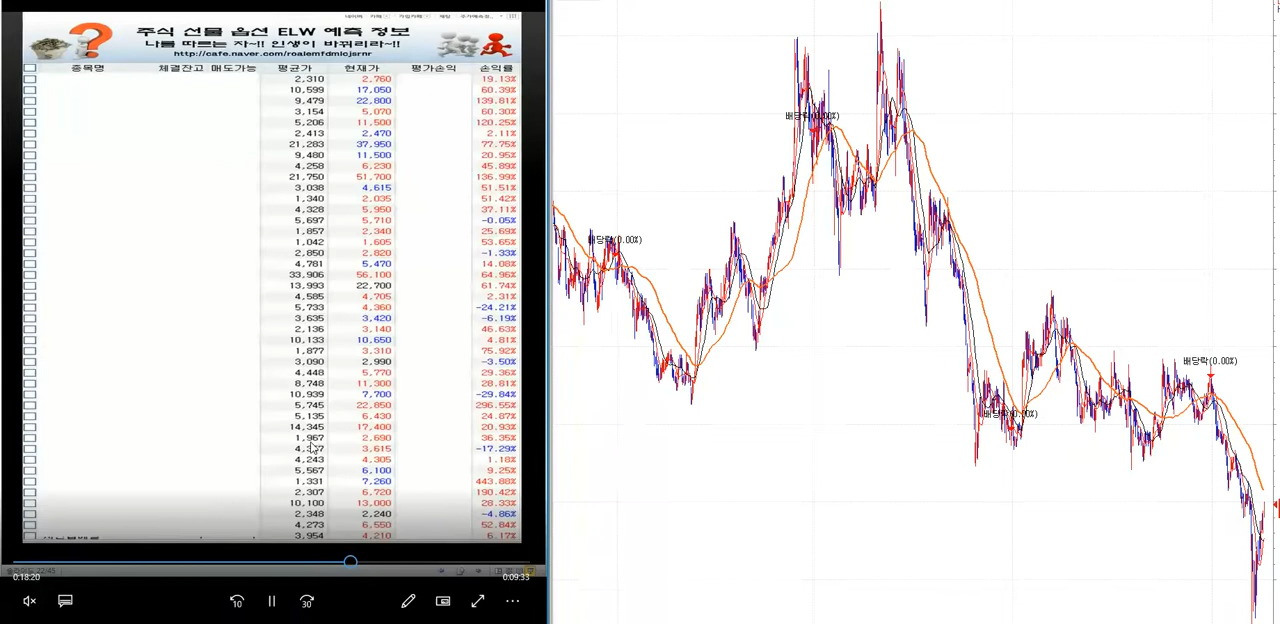 주식 선물 옵션 ELW 예측 정보
나를 따르는 자~!! 인생이 바뀌리라~!!
http://cafe.naver.com/roalemfdmlcjsrnr
종목명 체결잔고 매도가능 평균가 현재가 평가손익 손익률
2,310 2,760 19.13%
10,599 17,050 60.39%
9,479 22,800 139.81%
3,154 5,070 60.30%
5,206 11,500 120.25%
2,413 2,470 2.11%
21,283 37,950 77.75%
9,480 11,500 20.95%
4,258 6,230 45.89%
21,750 51,700 136.99%
3,038 4,615 51.51%
1,340 2,035 51.42%
4,328 5,950 37.11%
5,697 5,710 -0.05%
1,857 2,340 25.69%
1,042 1,605 53.65%
2,850 2,820 -1.33%
4,781 5,470 14.08%
33,906 56,100 64.96%
13,993 22,700 61.74%
4,585 4,705 2.31%
5,733 4,360 -24.21%
3,635 3,420 -6.19%
2,136 3,140 46.63%
10,133 10,650 4.81%
1,877 3,310 75.92%
3,090 2,990 -3.50%
4,448 5,770 29.36%
8,748 11,300 28.81%
10,939 7,700 -29.84%
5,745 22,850 296.55%
5,135 6,430 24.87%
14,345 17,400 20.93%
1,967 2,690 36.35%
3,615 -17.29%
4,243 4,305 1.18%
5,567 6,100 9.25%
1,331 7,260 443.88%
2,307 6,720 190.42%
10,100 13,000 28.33%
2,348 2,240 -4.86%
4,273 6,550 52.84%
3,954 4,210 6.17%
슬라이드 22/45
0:18:20 0:09:33
10 30
배당락(0.00%)
배당락(0.00%)
배당락(0.00%)
배당락(0.00%)